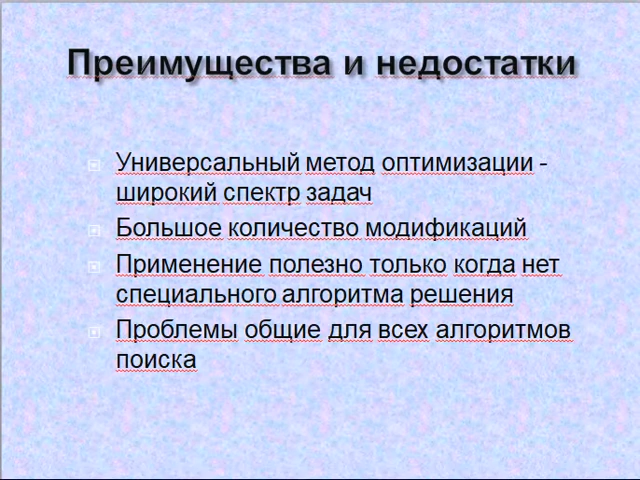 Преимущества и недостатки
Универсальный метод оптимизации -
широкий спектр задач
Большое количество модификаций
Применение полезно только когда нет
специального алгоритма решения
Проблемы общие для всех алгоритмов
поиска